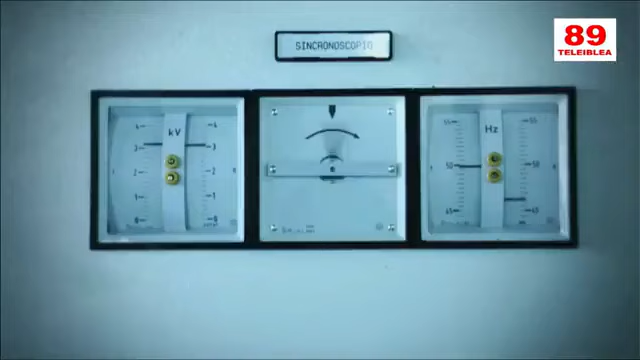 89
TELEIBLEA
SINCRONOSCOPIO
kV
4 4
3 3
2 2
1 1
0 0
Hz
55 55
50 50
45 45